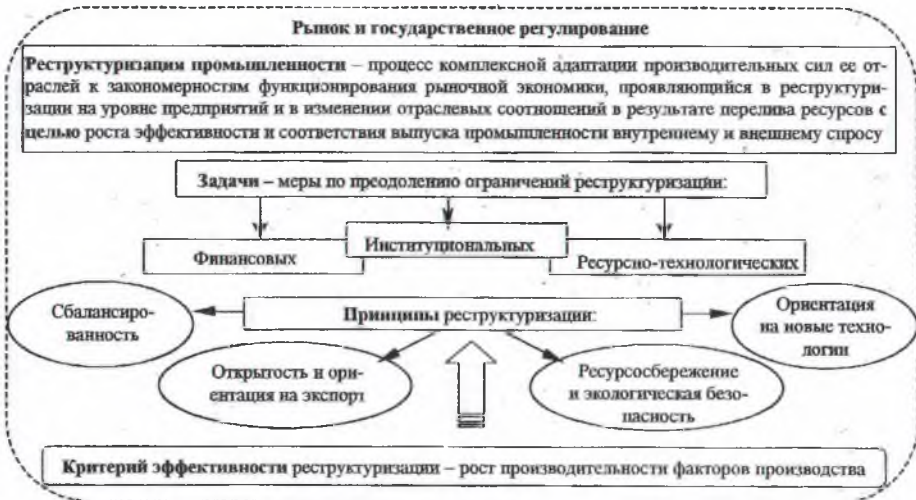 Рынок и государственное регулирование
Реструктуризация промышленности – процесс комплексной адаптации производительных сил ее от-
раслей к закономерностям функционирования рыночной экономики, проявляющийся в реструктури-
зации на уровне предприятий и в изменении отраслевых соотношений в результате перелива ресурсов с
целью роста эффективности и соответствия выпуска промышленности внутреннему и внешнему спросу
Задачи – меры по преодолению ограничений реструктуризации:
Финансовых
Институциональных
Ресурсно-технологических
Сбалансиро-
ванность
Принципы реструктуризации:
Ориентация
на новые техно-
логии
Открытость и ори-
ентация на экспорт
Ресурсосбережение
и экологическая безо-
пасность
Критерий эффективности реструктуризации – рост производительности факторов производства